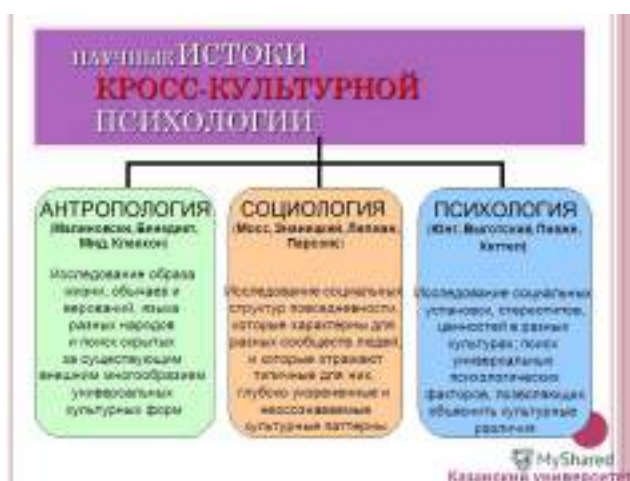 НАУЧНЫЕ ИСТОКИ
КРОСС-КУЛЬТУРНОЙ
ПСИХОЛОГИИ
АНТРОПОЛОГИЯ
(Малиновски, Бенедикт,
Мид, Клакхон)
Исследование образа
жизни, обычаев и
верований, языка
разных народов
и поиск скрытых
за существующим
внешним многообразием
универсальных
культурных форм
СОЦИОЛОГИЯ
(Мосс, Знанецкий,
Парсонс)
Исследование социальных
структур повседневности,
которые характерны для
разных сообществ людей,
и которые отражают
типичные для них,
глубоко укорененные и
неосознаваемые
культурные паттерны
ПСИХОЛОГИЯ
(Юнг, Выготский, Пиаже,
Кеттел)
Исследование социальных
установок, стереотипов,
ценностей в разных
культурах; поиск
универсальных
психологических
факторов, позволяющих
объяснить культурные
различия
MyShared
Казанский университет